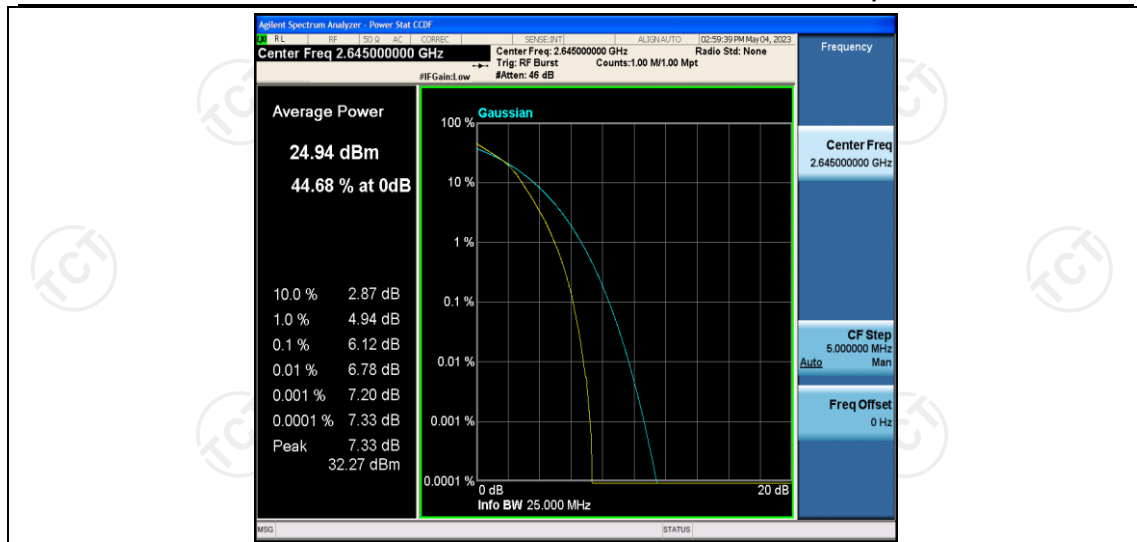 Agilent Spectrum Analyzer - Power Stat CCDF
RL RF 50 Ω AC CORREC SENSE:INT ALIGN AUTO 02:59:39 PM May 04, 2023
Center Freq 2.645000000 GHz
Center Freq: 2.645000000 GHz Radio Std: None
Trig: RF Burst Counts:1.00 M/1.00 Mpt
#IFGain:Low #Atten: 46 dB
Frequency
Average Power
24.94 dBm
44.68 % at 0dB
10.0 % 2.87 dB
1.0 % 4.94 dB
0.1 % 6.12 dB
0.01 % 6.78 dB
0.001 % 7.20 dB
0.0001 % 7.33 dB
Peak 7.33 dB
32.27 dBm
Gaussian
100 %
10 %
1 %
0.1 %
0.01 %
0.001 %
0.0001 %
0 dB 20 dB
Info BW 25.000 MHz
Center Freq
2.645000000 GHz
CF Step
5.000000 MHz
Auto Man
Freq Offset
0 Hz
MSG STATUS
TCT
TCT
TCT
TCT
TCT
TCT